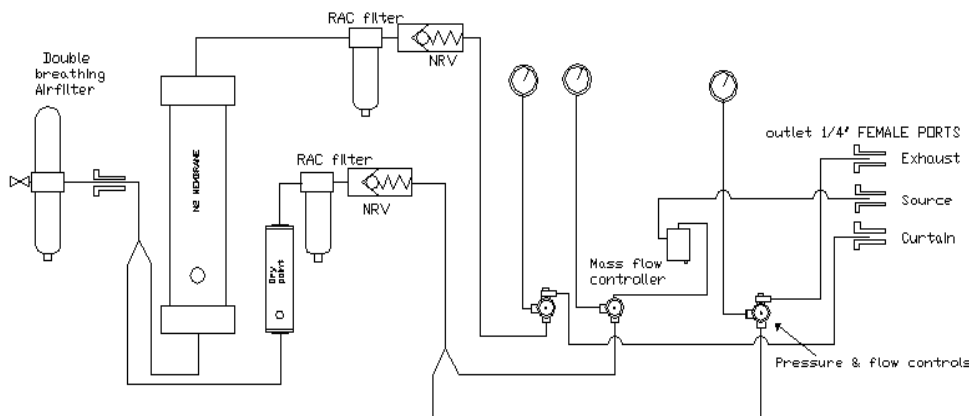 RAC filter
NRV
Double
breathing
Airfilter
N2 MEMBRANE
RAC filter
NRV
Dry
point
outlet 1/4' FEMALE PORTS
Exhaust
Source
Curtain
Mass flow
controller
Pressure & flow controls